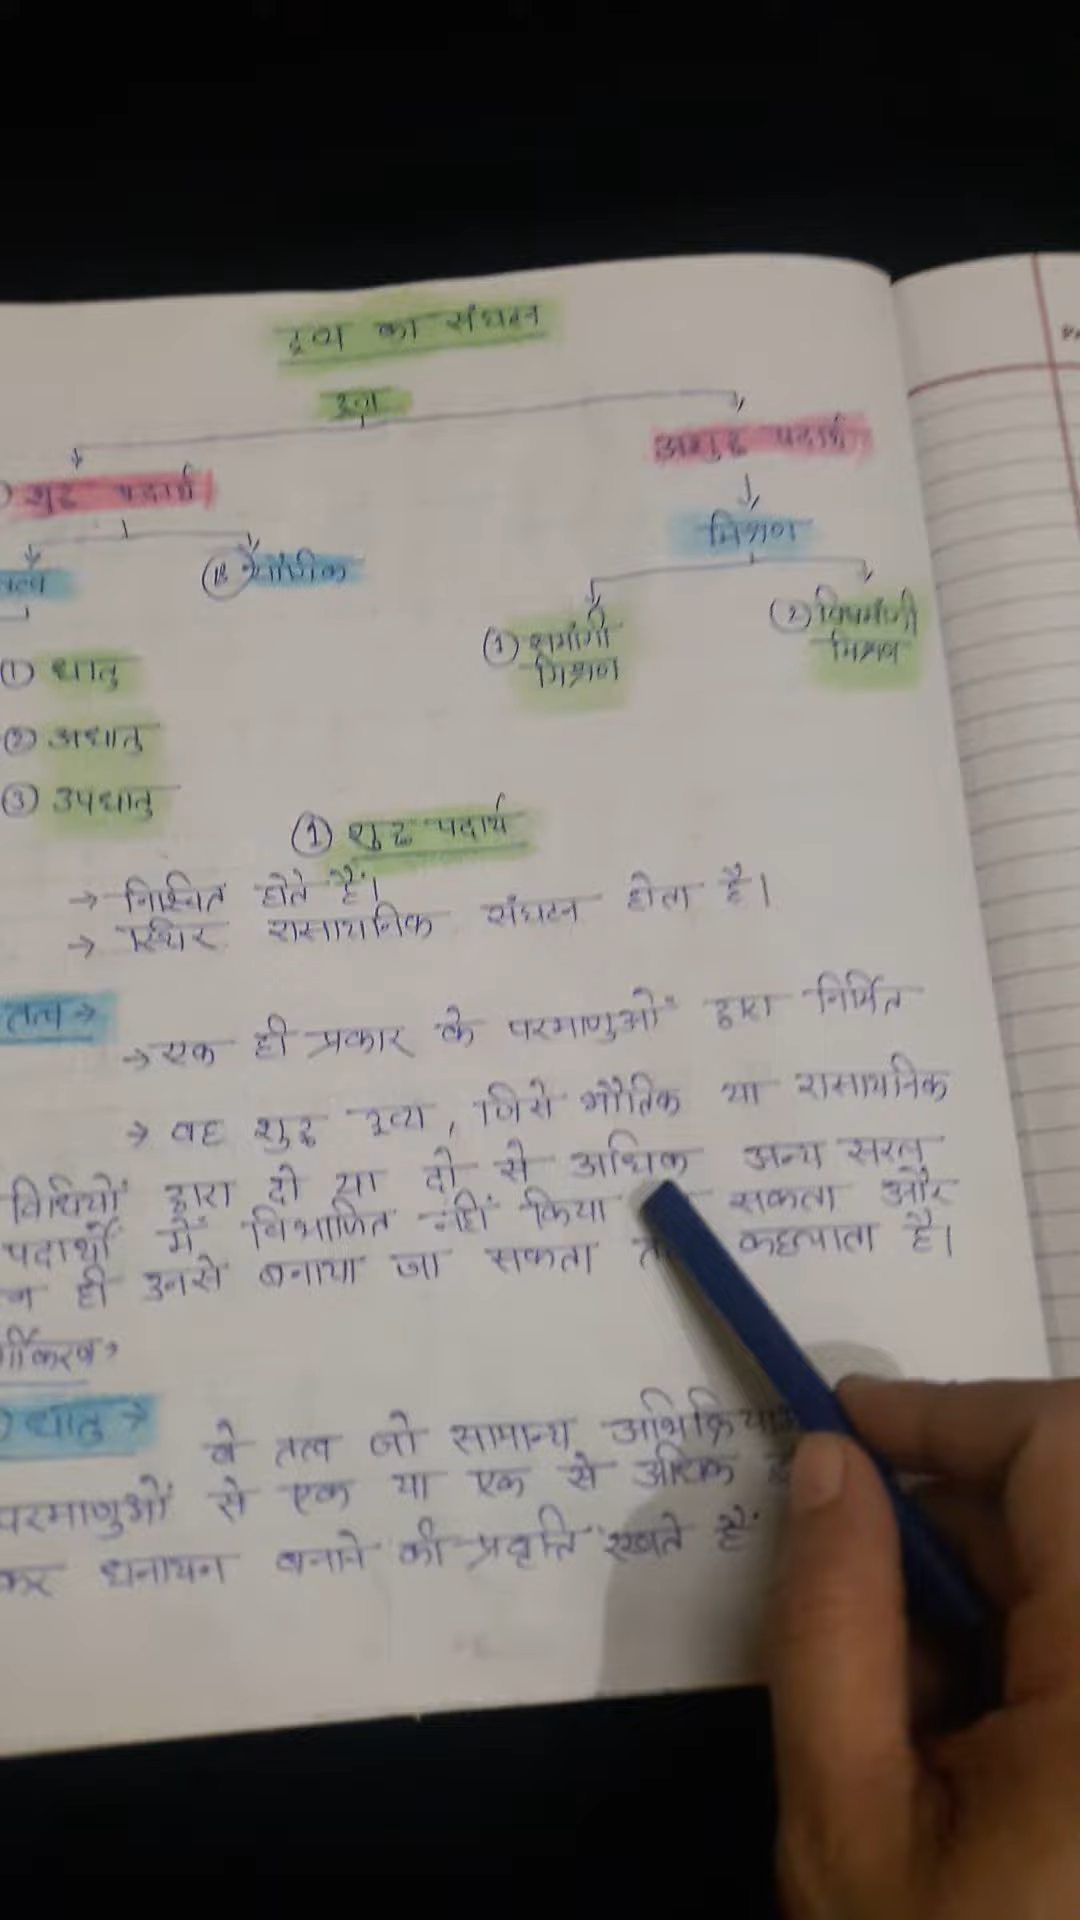 द्रव्य का संघटन
द्रव्य
अशुद्ध पदार्थ
शुद्ध पदार्थ
मिश्रण
तत्व
यौगिक
(1) समांगी
मिश्रण
(2) विषमांगी
मिश्रण
(1) धातु
(2) अधातु
(3) उपधातु
(1) शुद्ध पदार्थ
→ निश्चित होते हैं।
→ स्थिर रासायनिक संघटन होता है।
तत्व →
→ एक ही प्रकार के परमाणुओं द्वारा निर्मित
→ वह शुद्ध द्रव्य, जिसे भौतिक या रासायनिक
विधियों द्वारा दो या दो से अधिक अन्य सरल
पदार्थों में विभाजित नहीं किया सकता और
न ही उनसे बनाया जा सकता कहलाता है।
धातु →
वे तत्व जो सामान्य
परमाणुओं से एक या एक से अधिक
कर धनायन बनाने की प्रवृत्ति रखते हैं